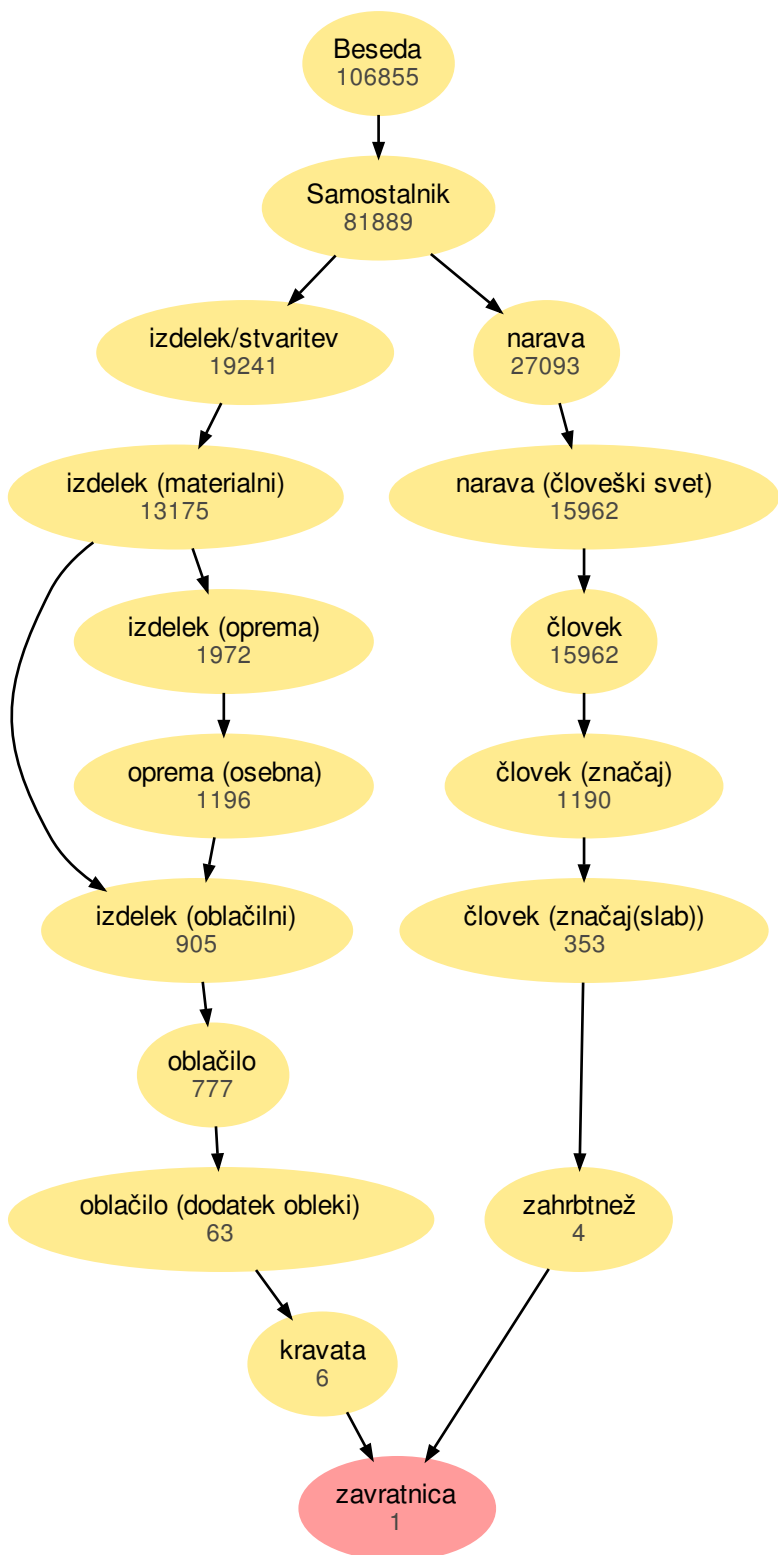 Beseda
106855
Samostalnik
81889
izdelek/stvaritev
19241
narava
27093
izdelek (materialni)
13175
narava (človeški svet)
15962
izdelek (oprema)
1972
človek
15962
oprema (osebna)
1196
človek (značaj)
1190
izdelek (oblačilni)
905
človek (značaj(slab))
353
oblačilo
777
oblačilo (dodatek obleki)
63
zahrbtnež
4
kravata
6
zavratnica
1